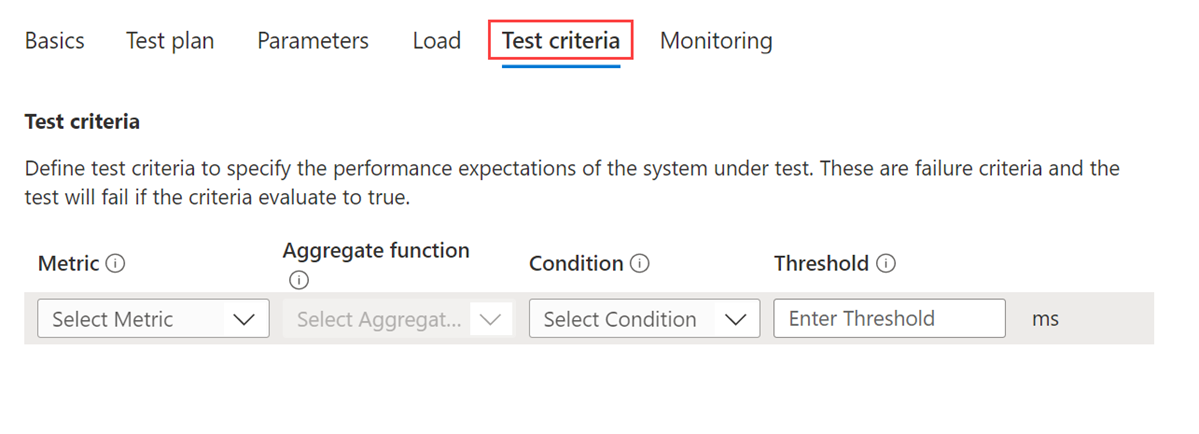 Basics Test plan Parameters Load Test criteria Monitoring
Test criteria
Define test criteria to specify the performance expectations of the system under test. These are failure criteria and the
test will fail if the criteria evaluate to true.
Metric Aggregate function Condition Threshold
Select Metric Select Aggregat... Select Condition Enter Threshold ms